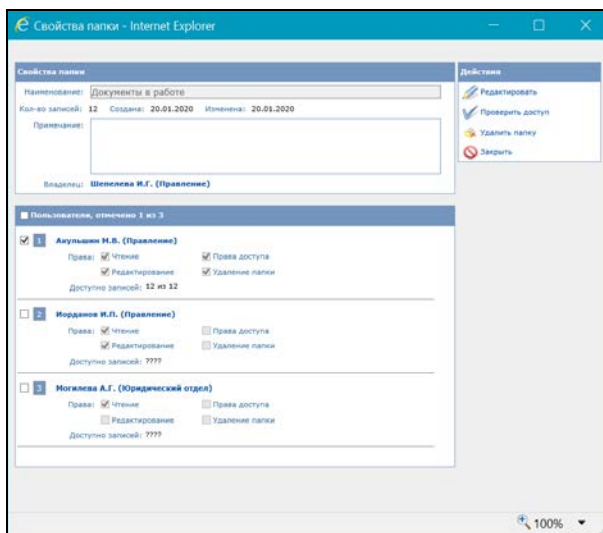 Свойства папки - Internet Explorer
Свойства папки
Наименование: Документы в работе
Кол-во записей: 12 Создана: 20.01.2020 Изменена: 20.01.2020
Примечание:
Владелец: Шепелева И.Г. (Правление)
Действия
Редактировать
Проверить доступ
Удалить папку
Закрыть
Пользователи, отмечено 1 из 3
1 Акульшин М.В. (Правление)
Права: Чтение Права доступа
Редактирование Удаление папки
Доступно записей: 12 из 12
2 Иорданов И.П. (Правление)
Права: Чтение Права доступа
Редактирование Удаление папки
Доступно записей: ????
3 Могилева А.Г. (Юридический отдел)
Права: Чтение Права доступа
Редактирование Удаление папки
Доступно записей: ????
100%